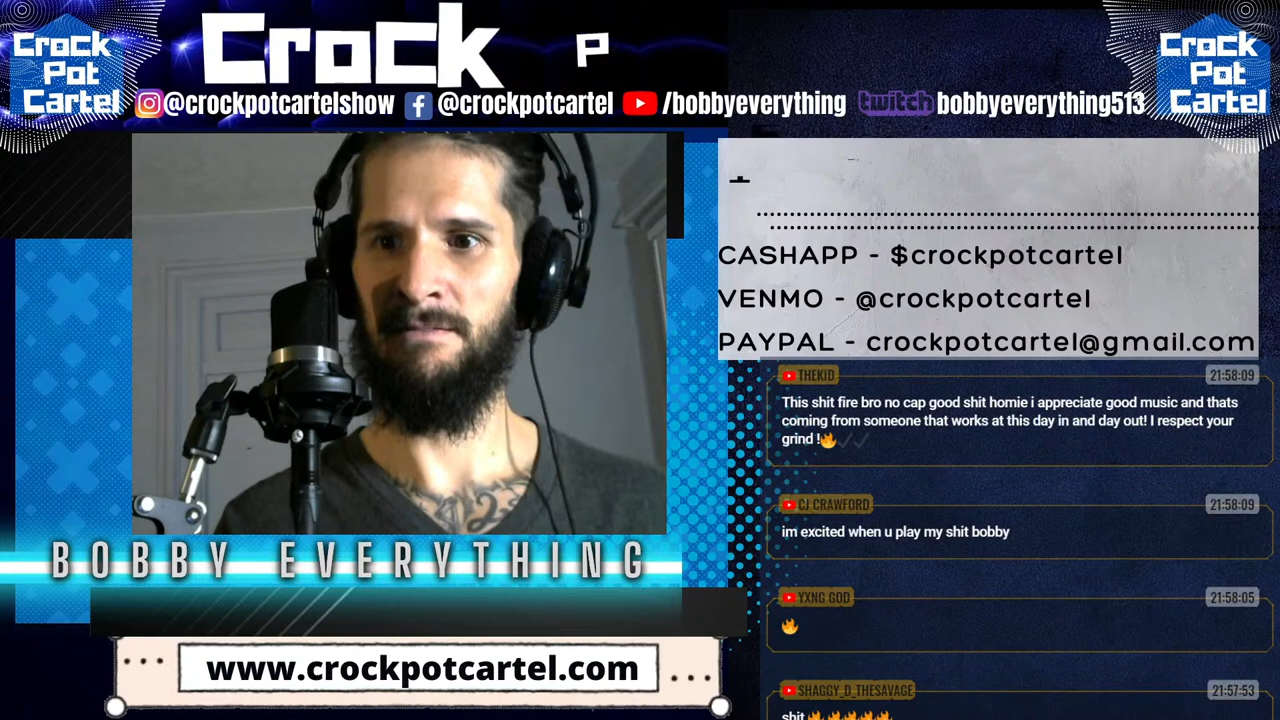 CRocK
P
CRocK
Pot
CaRtel
@crockpotcartelshow @crockpotcartel /bobbyeverything twitch bobbyeverything513
CRocK
Pot
CaRtel
CASHAPP - $crockpotcartel
VENMO - @crockpotcartel
PAYPAL - crockpotcartel@gmail.com
THEKID 21:58:09
This shit fire bro no cap good shit homie i appreciate good music and thats
coming from someone that works at this day in and day out! I respect your
grind !🔥✓✓
CJ CRAWFORD 21:58:09
im excited when u play my shit bobby
YXNG GOD 21:58:05
🔥
SHAGGY_D_THESAVAGE 21:57:53
shit 🔥🔥🔥🔥🔥
BOBBY EVERYTHING
www.crockpotcartel.com